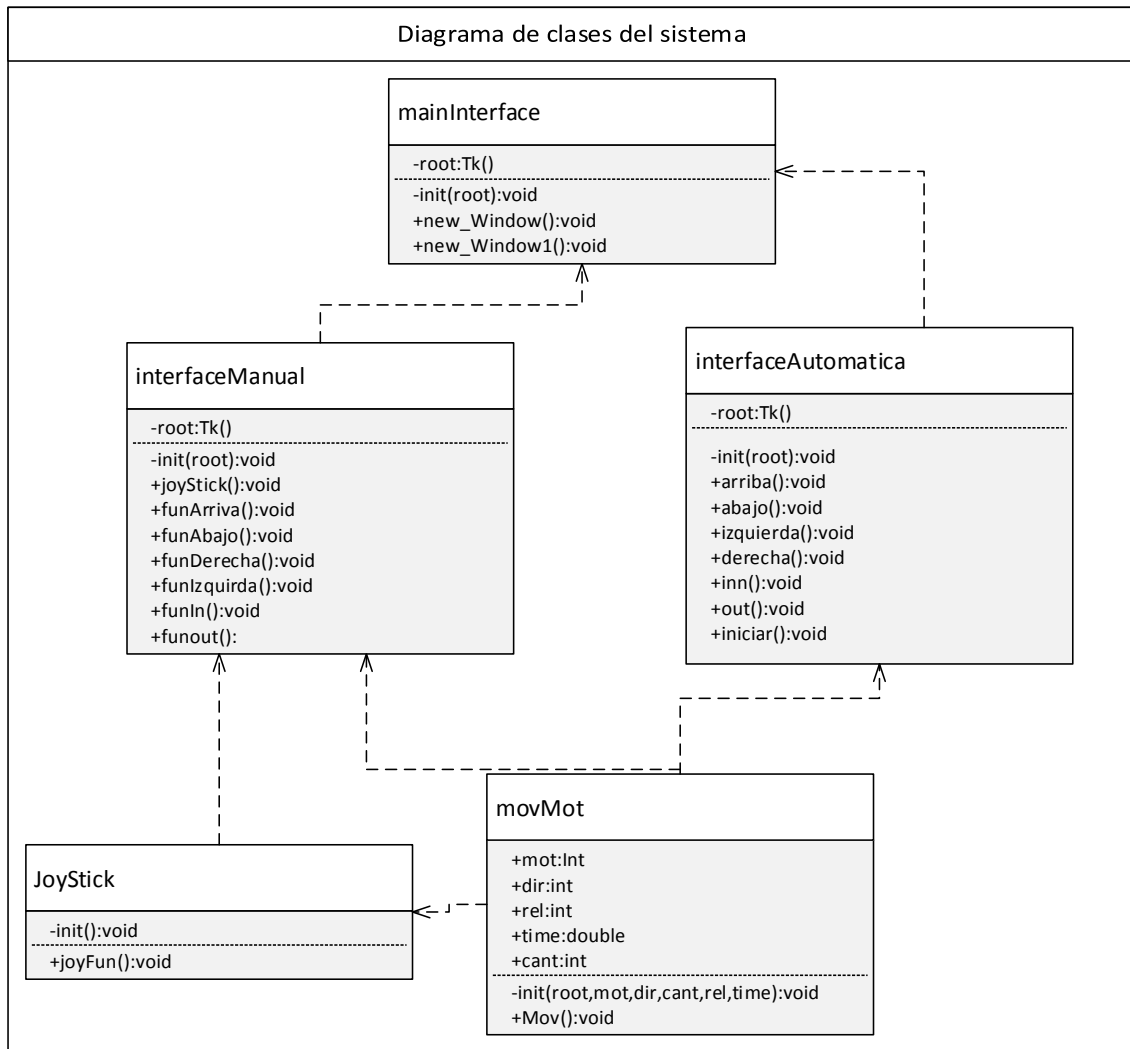 Diagrama de clases del sistema
mainInterface
-root:Tk()
-init(root):void
+new_Window():void
+new_Window1():void
interfaceManual
-root:Tk()
-init(root):void
+joyStick():void
+funArriva():void
+funAbajo():void
+funDerecha():void
+funIzquirda():void
+funIn():void
+funout():
interfaceAutomatica
-root:Tk()
-init(root):void
+arriba():void
+abajo():void
+izquierda():void
+derecha():void
+inn():void
+out():void
+iniciar():void
JoyStick
-init():void
+joyFun():void
movMot
+mot:Int
+dir:int
+rel:int
+time:double
+cant:int
-init(root,mot,dir,cant,rel,time):void
+Mov():void